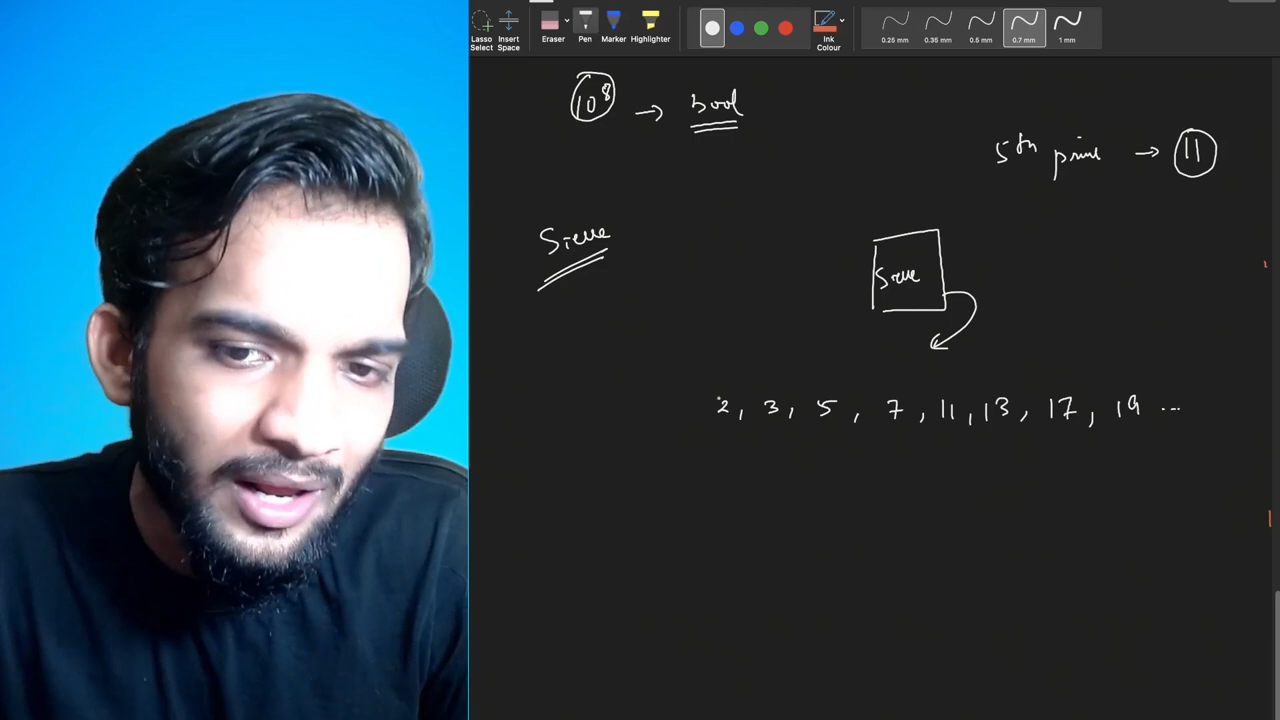 Lasso Select
Insert Space
Eraser
Pen
Marker
Highlighter
Ink Colour
0.25 mm
0.35 mm
0.5 mm
0.7 mm
1 mm
10⁸ → bool
5th prime → 11
Sieve
Sieve
2, 3, 5, 7, 11, 13, 17, 19 ...